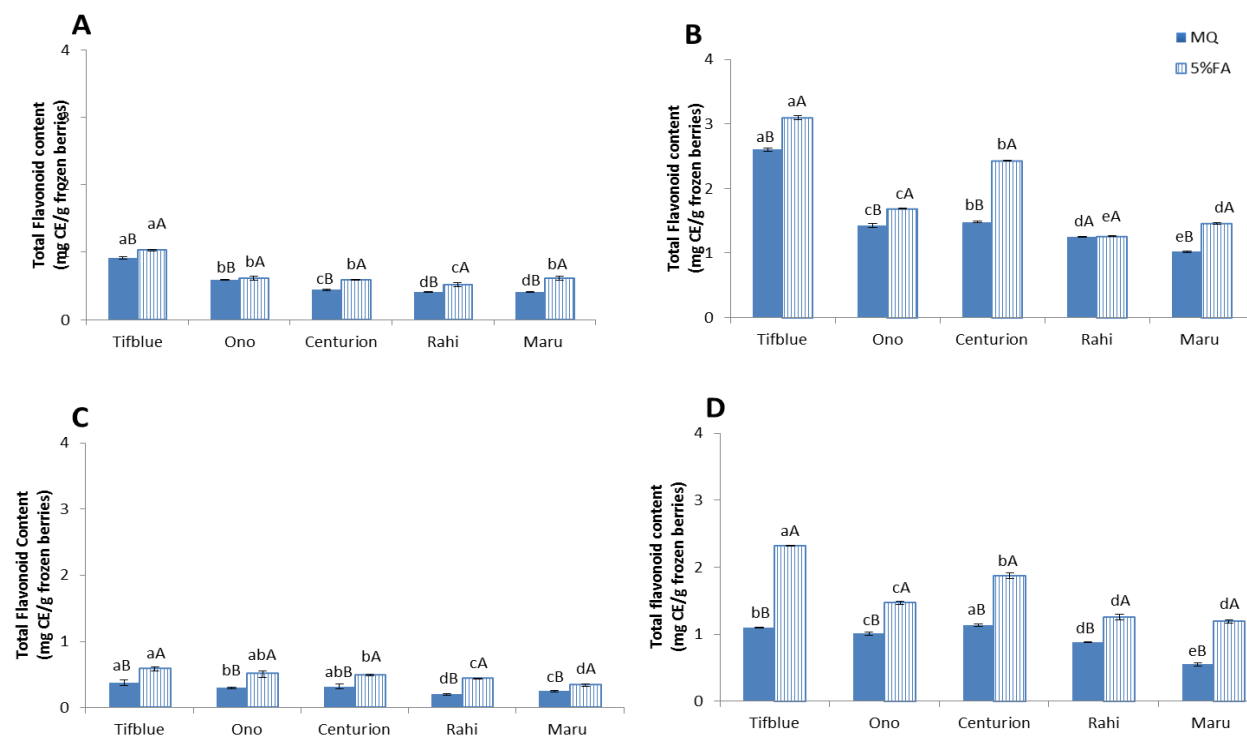 A
Total Flavonoid content
(mg CE/g frozen berries)
4
3
2
1
0
aB
aA
bB
bA
cB
bA
dB
cA
dB
bA
Tifblue
Ono
Centurion
Rahi
Maru
B
MQ
5%FA
Total Flavonoid content
(mg CE/g frozen berries)
4
3
2
1
0
aB
aA
cB
cA
bB
bA
dA
eA
eB
dA
Tifblue
Ono
Centurion
Rahi
Maru
C
Total Flavonoid Content
(mg CE/g frozen berries)
4
3
2
1
0
aB
aA
bB
abA
abB
bA
dB
cA
cB
dA
Tifblue
Ono
Centurion
Rahi
Maru
D
Total flavonoid content
(mg CE/g frozen berries)
4
3
2
1
0
bB
aA
cB
cA
aB
bA
dB
dA
eB
dA
Tifblue
Ono
Centurion
Rahi
Maru